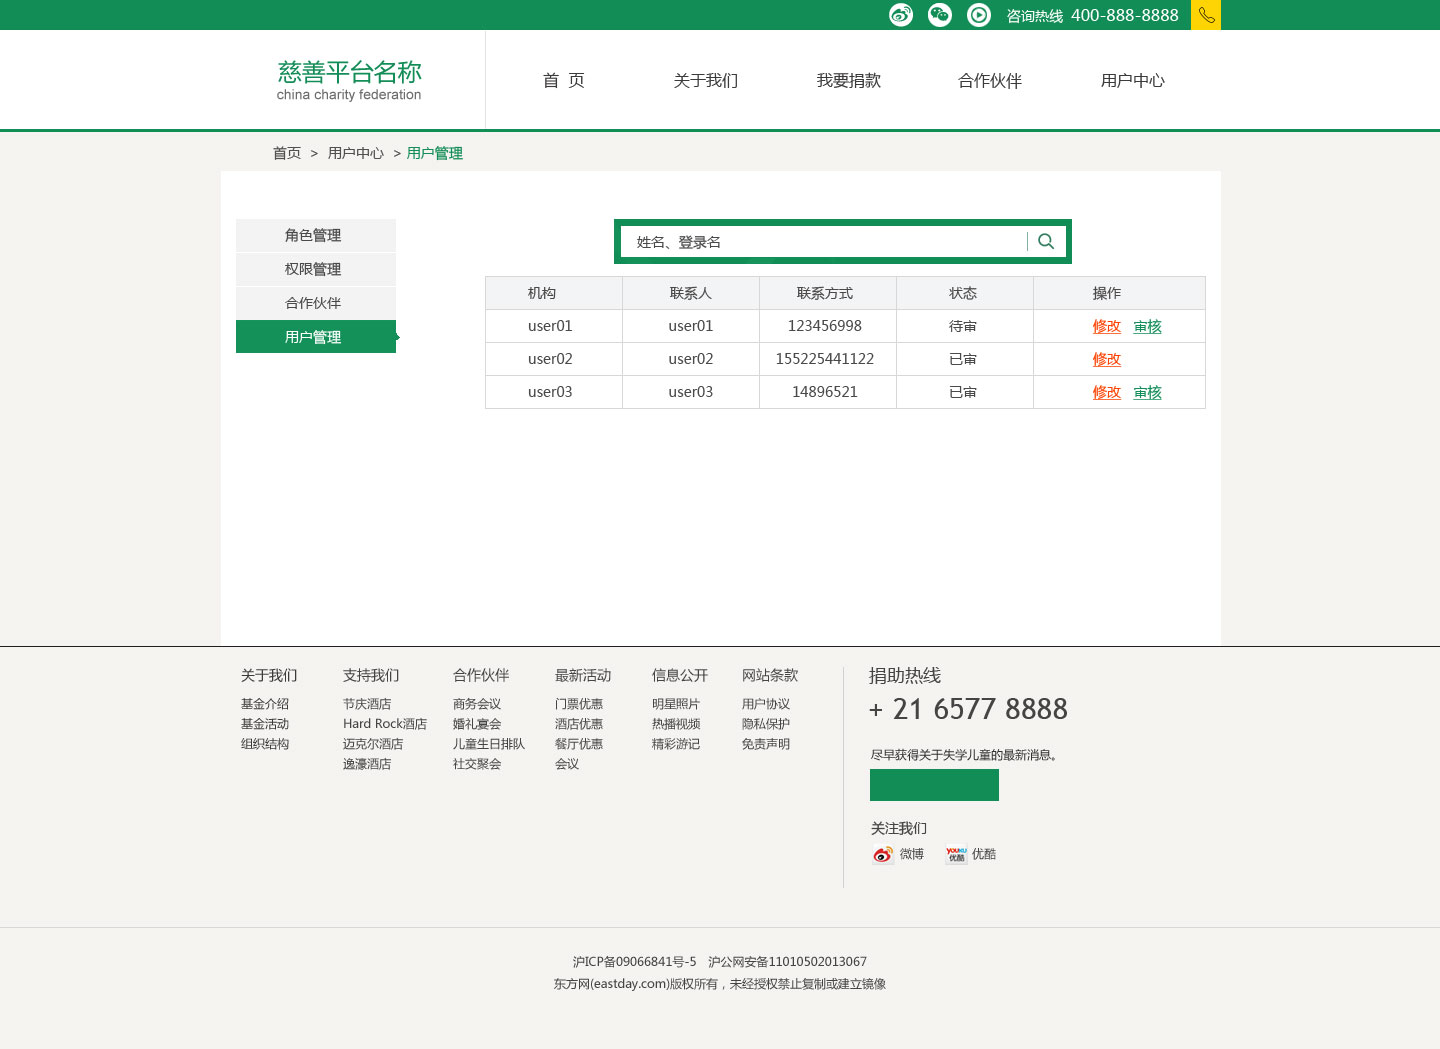 咨询热线 400-888-8888
慈善平台名称
china charity federation
首 页 关于我们 我要捐款 合作伙伴 用户中心
首页 > 用户中心 > 用户管理
角色管理
权限管理
合作伙伴
用户管理
姓名、登录名
机构 联系人 联系方式 状态 操作
user01 user01 123456998 待审 修改 审核
user02 user02 155225441122 已审 修改
user03 user03 14896521 已审 修改 审核
关于我们
基金介绍
基金活动
组织结构
支持我们
节庆酒店
Hard Rock酒店
迈克尔酒店
逸濠酒店
合作伙伴
商务会议
婚礼宴会
儿童生日排队
社交聚会
最新活动
门票优惠
酒店优惠
餐厅优惠
会议
信息公开
明星照片
热播视频
精彩游记
网站条款
用户协议
隐私保护
免责声明
捐助热线
+ 21 6577 8888
尽早获得关于失学儿童的最新消息。
关注我们
微博 YOUKU 优酷 优酷
沪ICP备09066841号-5 沪公网安备11010502013067
东方网(eastday.com)版权所有，未经授权禁止复制或建立镜像